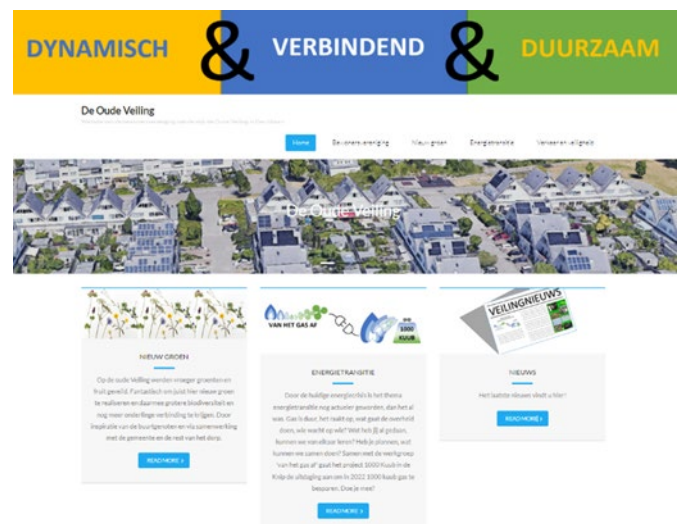 DYNAMISCH & VERBINDEND & DUURZAAM
De Oude Veiling
Home Bewonersvereniging Nieuw groen Energietransitie Verkeer en veiligheid
De Oude Veiling
NIEUW GROEN
Op de oude Veiling werden vroeger groenten en
fruit geveild. Fantastisch om juist hier nieuw groen
te realiseren en daarmee grotere biodiversiteit en
nog meer onderlinge verbinding te krijgen. Door
inspiratie van de buurtgenoten en via samenwerking
met de gemeente en de rest van het dorp.
READ MORE >
VAN HET GAS AF
1000
KUUB
ENERGIETRANSITIE
Door de huidige energiecrisis is het thema
energietransitie nog actueler geworden, dan het al
was. Gas is duur, het raakt op, wat gaat de overheid
doen, wie wacht op wie? Wat heb jij al gedaan,
kunnen we van elkaar leren? Heb je plannen, wat
kunnen we samen doen? Samen met de werkgroep
'van het gas af' gaat het project 1000 Kuub in de
Knip de uitdaging aan om in 2022 1000 kuub gas te
besparen. Doe je mee?
READ MORE >
VEILINGNIEUWS
NIEUWS
Het laatste nieuws vindt u hier!
READ MORE >